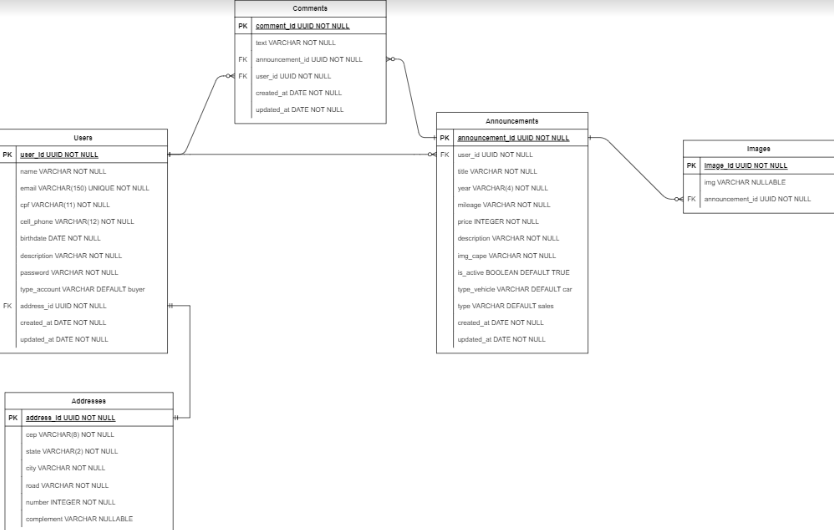 Comments
PK comment_id UUID NOT NULL
text VARCHAR NOT NULL
FK announcement_id UUID NOT NULL
FK user_id UUID NOT NULL
created_at DATE NOT NULL
updated_at DATE NOT NULL
Users
PK user_id UUID NOT NULL
name VARCHAR NOT NULL
email VARCHAR(150) UNIQUE NOT NULL
cpf VARCHAR(11) NOT NULL
cell_phone VARCHAR(12) NOT NULL
birthdate DATE NOT NULL
description VARCHAR NOT NULL
password VARCHAR NOT NULL
type_account VARCHAR DEFAULT buyer
FK address_id UUID NOT NULL
created_at DATE NOT NULL
updated_at DATE NOT NULL
Announcements
PK announcement_id UUID NOT NULL
FK user_id UUID NOT NULL
title VARCHAR NOT NULL
year VARCHAR(4) NOT NULL
mileage VARCHAR NOT NULL
price INTEGER NOT NULL
description VARCHAR NOT NULL
img_cape VARCHAR NOT NULL
is_active BOOLEAN DEFAULT TRUE
type_vehicle VARCHAR DEFAULT car
type VARCHAR DEFAULT sales
created_at DATE NOT NULL
updated_at DATE NOT NULL
Images
PK image_id UUID NOT NULL
img VARCHAR NULLABLE
FK announcement_id UUID NOT NULL
Addresses
PK address_id UUID NOT NULL
cep VARCHAR(8) NOT NULL
state VARCHAR(2) NOT NULL
city VARCHAR NOT NULL
road VARCHAR NOT NULL
number INTEGER NOT NULL
complement VARCHAR NULLABLE